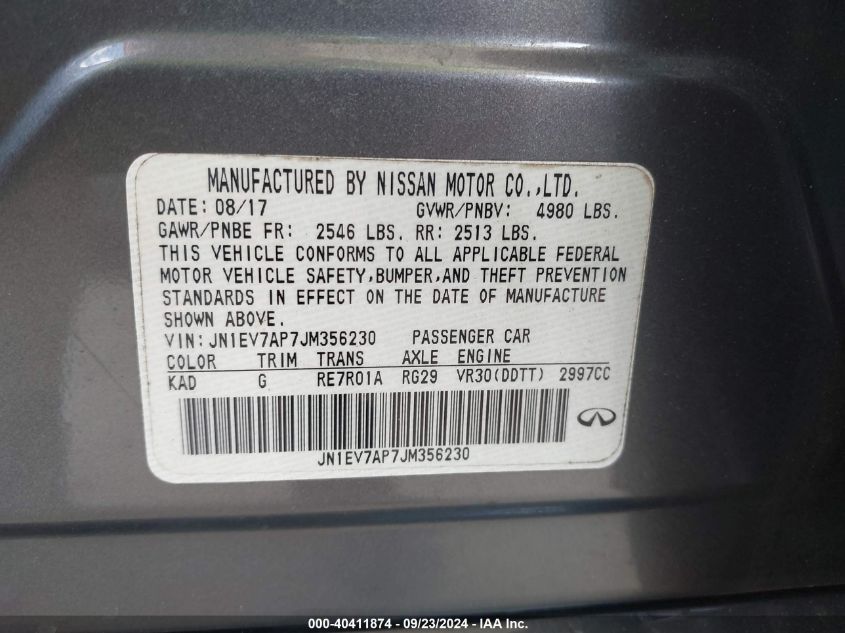 MANUFACTURED BY NISSAN MOTOR CO.,LTD.
DATE: 08/17 GVWR/PNBV: 4980 LBS.
GAWR/PNBE FR: 2546 LBS. RR: 2513 LBS.
THIS VEHICLE CONFORMS TO ALL APPLICABLE FEDERAL
MOTOR VEHICLE SAFETY,BUMPER,AND THEFT PREVENTION
STANDARDS IN EFFECT ON THE DATE OF MANUFACTURE
SHOWN ABOVE.
VIN:JN1EV7AP7JM356230 PASSENGER CAR
COLOR TRIM TRANS AXLE ENGINE
KAD G RE7R01A RG29 VR30(DDTT) 2997CC
JN1EV7AP7JM356230
000-40411874 - 09/23/2024 - IAA Inc.